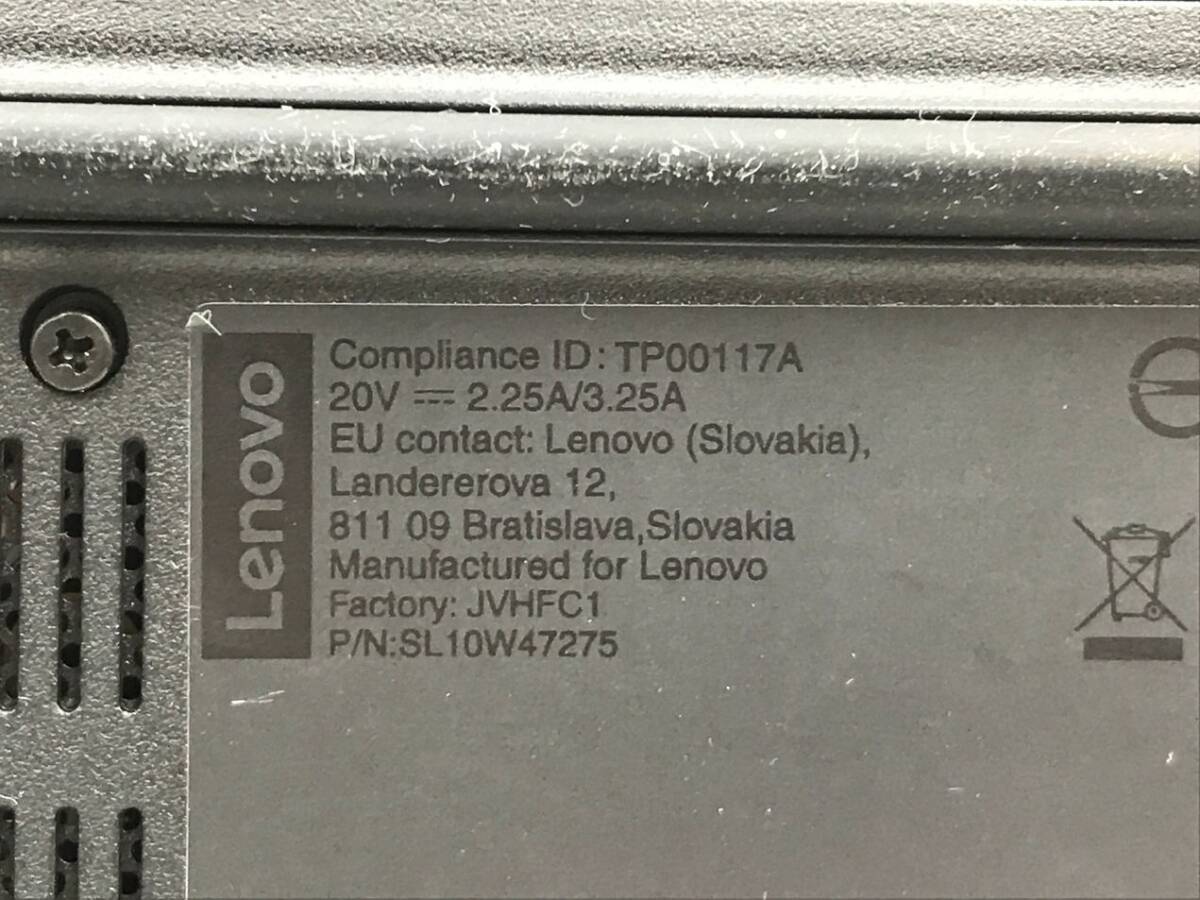 Lenovo
Compliance ID: TP00117A
20V ⎓ 2.25A/3.25A
EU contact: Lenovo (Slovakia),
Landererova 12,
811 09 Bratislava,Slovakia
Manufactured for Lenovo
Factory: JVHFC1
P/N:SL10W47275